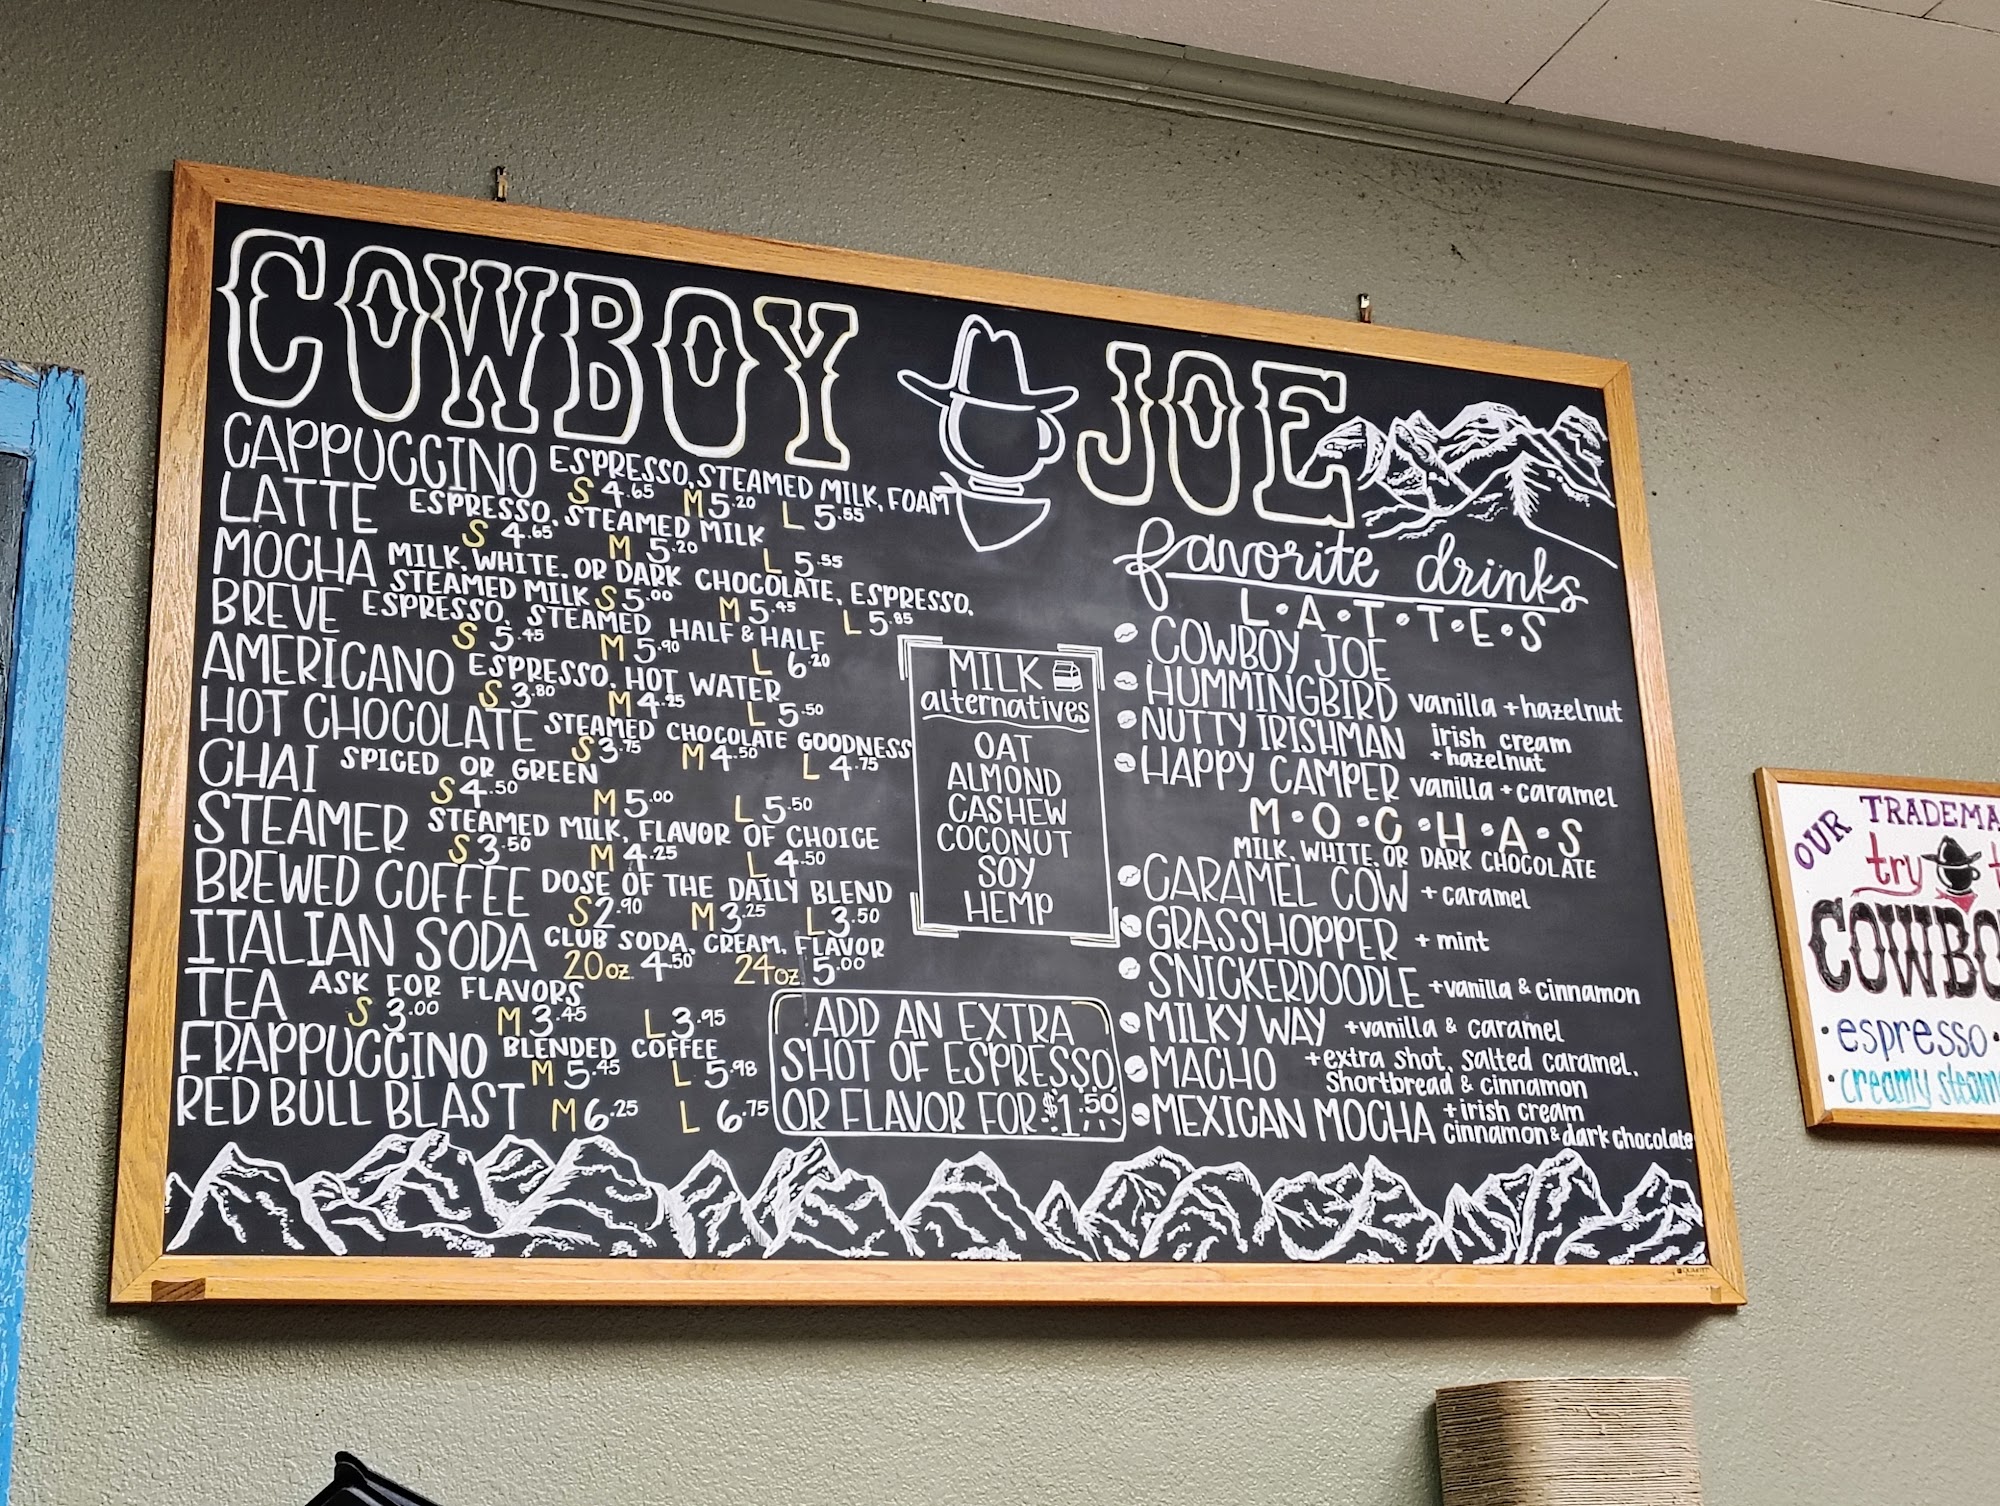 COWBOY JOE
CAPPUCCINO ESPRESSO, STEAMED MILK, FOAM
S 4.65 M 5.20 L 5.55
LATTE ESPRESSO, STEAMED MILK
S 4.65 M 5.20 L 5.55
MOCHA MILK, WHITE, OR DARK CHOCOLATE, ESPRESSO,
STEAMED MILK S 5.00 M 5.45 L 5.85
BREVE ESPRESSO, STEAMED HALF & HALF
S 5.45 M 5.90 L 6.20
AMERICANO ESPRESSO, HOT WATER
S 3.80 M 4.25 L 5.50
HOT CHOCOLATE STEAMED CHOCOLATE GOODNESS
S 3.75 M 4.50 L 4.75
CHAI SPICED OR GREEN
S 4.50 M 5.00 L 5.50
STEAMER STEAMED MILK, FLAVOR OF CHOICE
S 3.50 M 4.25 L 4.50
BREWED COFFEE DOSE OF THE DAILY BLEND
S 2.90 M 3.25 L 3.50
ITALIAN SODA CLUB SODA, CREAM, FLAVOR
20oz. 4.50 24oz 5.00
TEA ASK FOR FLAVORS
S 3.00 M 3.45 L 3.95
FRAPPUCCINO BLENDED COFFEE
M 5.45 L 5.98
RED BULL BLAST M 6.25 L 6.75
MILK
alternatives
OAT
ALMOND
CASHEW
COCONUT
SOY
HEMP
ADD AN EXTRA
SHOT OF ESPRESSO
OR FLAVOR FOR $1.50
favorite drinks
L•A•T•T•E•S
COWBOY JOE
HUMMINGBIRD vanilla + hazelnut
NUTTY IRISHMAN irish cream
+ hazelnut
HAPPY CAMPER vanilla + caramel
M•O•C•H•A•S
MILK, WHITE, OR DARK CHOCOLATE
CARAMEL COW + caramel
GRASSHOPPER + mint
SNICKERDOODLE +vanilla & cinnamon
MILKY WAY +vanilla & caramel
MACHO +extra shot, salted caramel,
Shortbread & cinnamon
MEXICAN MOCHA +irish cream
cinnamon & dark chocolate
OUR TRADEMA
try t
COWBO
• espresso •
• creamy steam